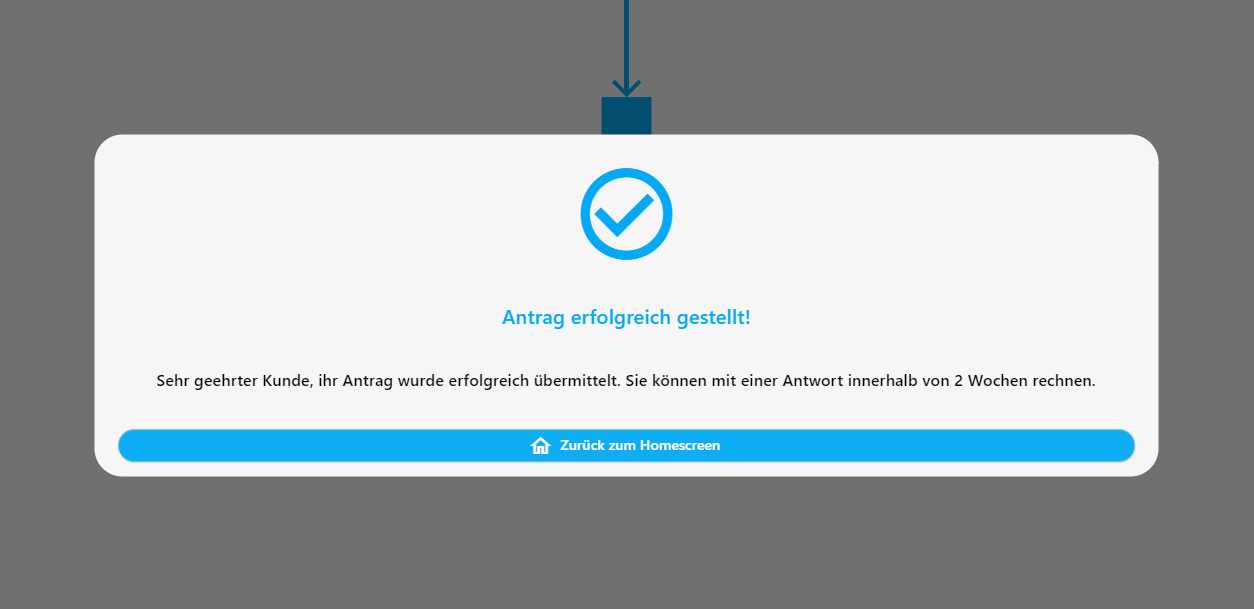 Antrag erfolgreich gestellt!
Sehr geehrter Kunde, ihr Antrag wurde erfolgreich übermittelt. Sie können mit einer Antwort innerhalb von 2 Wochen rechnen.
Zurück zum Homescreen